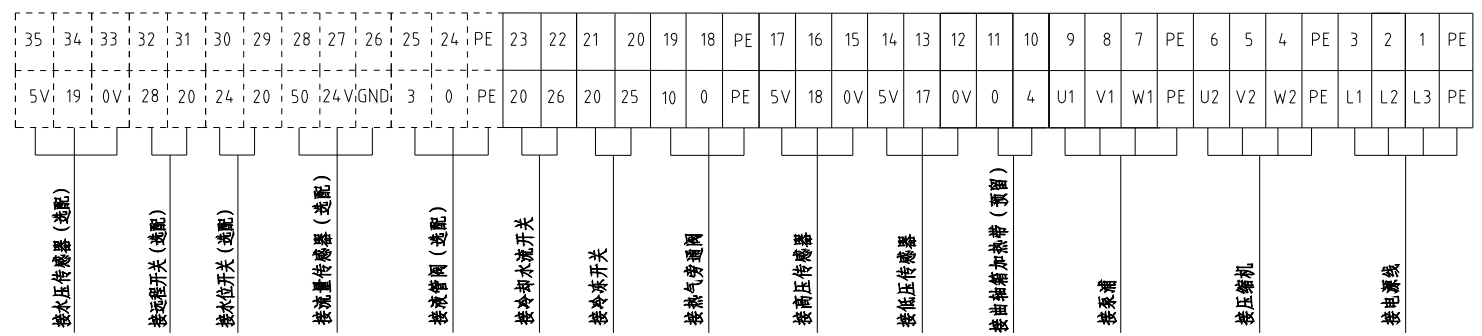 35 34 33 32 31 30 29 28 27 26 25 24 PE 23 22 21 20 19 18 PE 17 16 15 14 13 12 11 10 9 8 7 PE 6 5 4 PE 3 2 1 PE
5V 19 0V 28 20 24 20 50 24V GND 3 0 PE 20 26 20 25 10 0 PE 5V 18 0V 5V 17 0V 0 4 U1 V1 W1 PE U2 V2 W2 PE L1 L2 L3 PE
接水压传感器(选配)
接远程开关(选配)
接水位开关(选配)
接流量传感器(选配)
接液管阀(选配)
接冷却水流开关
接冷冻开关
接热气旁通阀
接高压传感器
接低压传感器
接曲轴箱加热带(预留)
接泵浦
接压缩机
接电源线